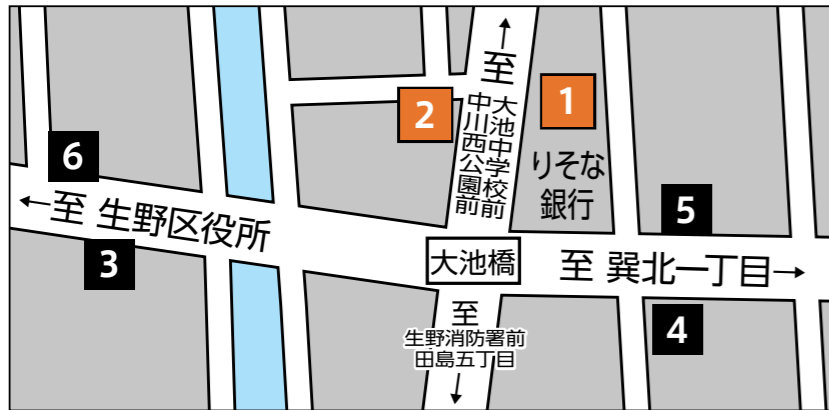 至
大池中学校前
中川西公園前
1
2
りそな
銀行
6
←至 生野区役所
3
5
大池橋
至 巽北一丁目→
4
至
生野消防署前
田島五丁目